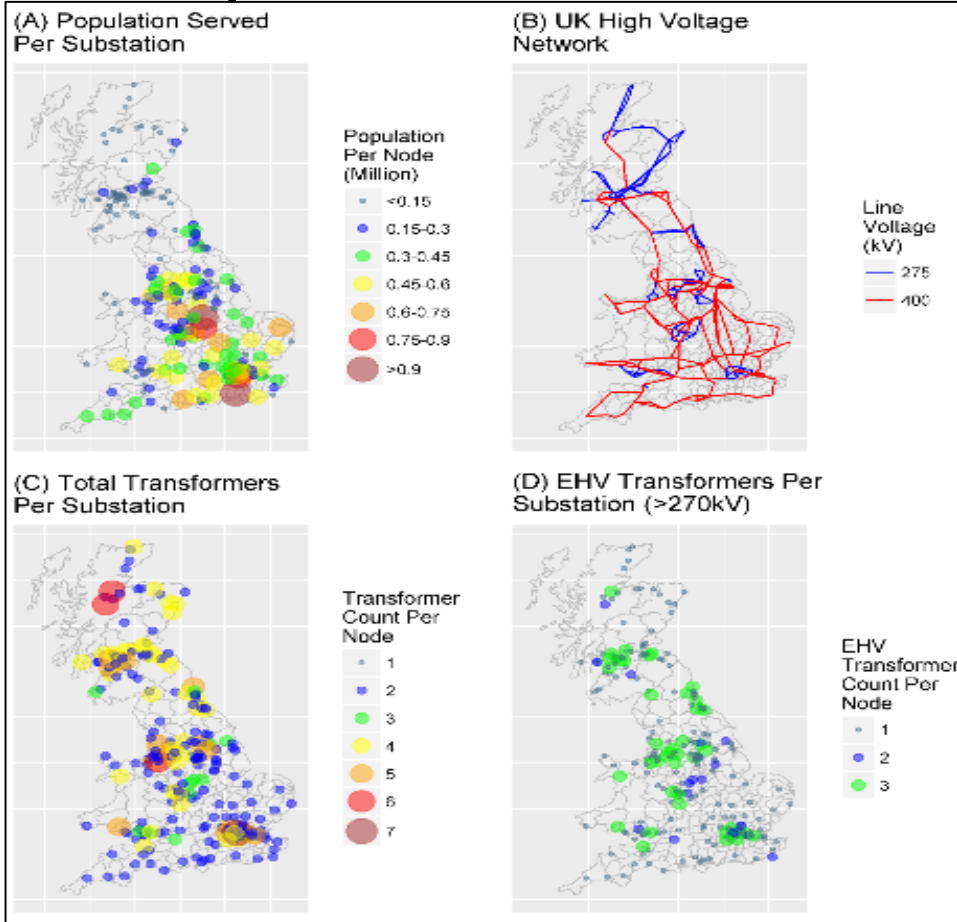 (A) Population Served
Per Substation
Population
Per Node
(Million)
<0.15
0.15-0.3
0.3-0.45
0.45-0.6
0.6-0.75
0.75-0.9
>0.9
(B) UK High Voltage
Network
Line
Voltage
(kV)
275
400
(C) Total Transformers
Per Substation
Transformer
Count Per
Node
1
2
3
4
5
6
7
(D) EHV Transformers Per
Substation (>270kV)
EHV
Transformer
Count Per
Node
1
2
3